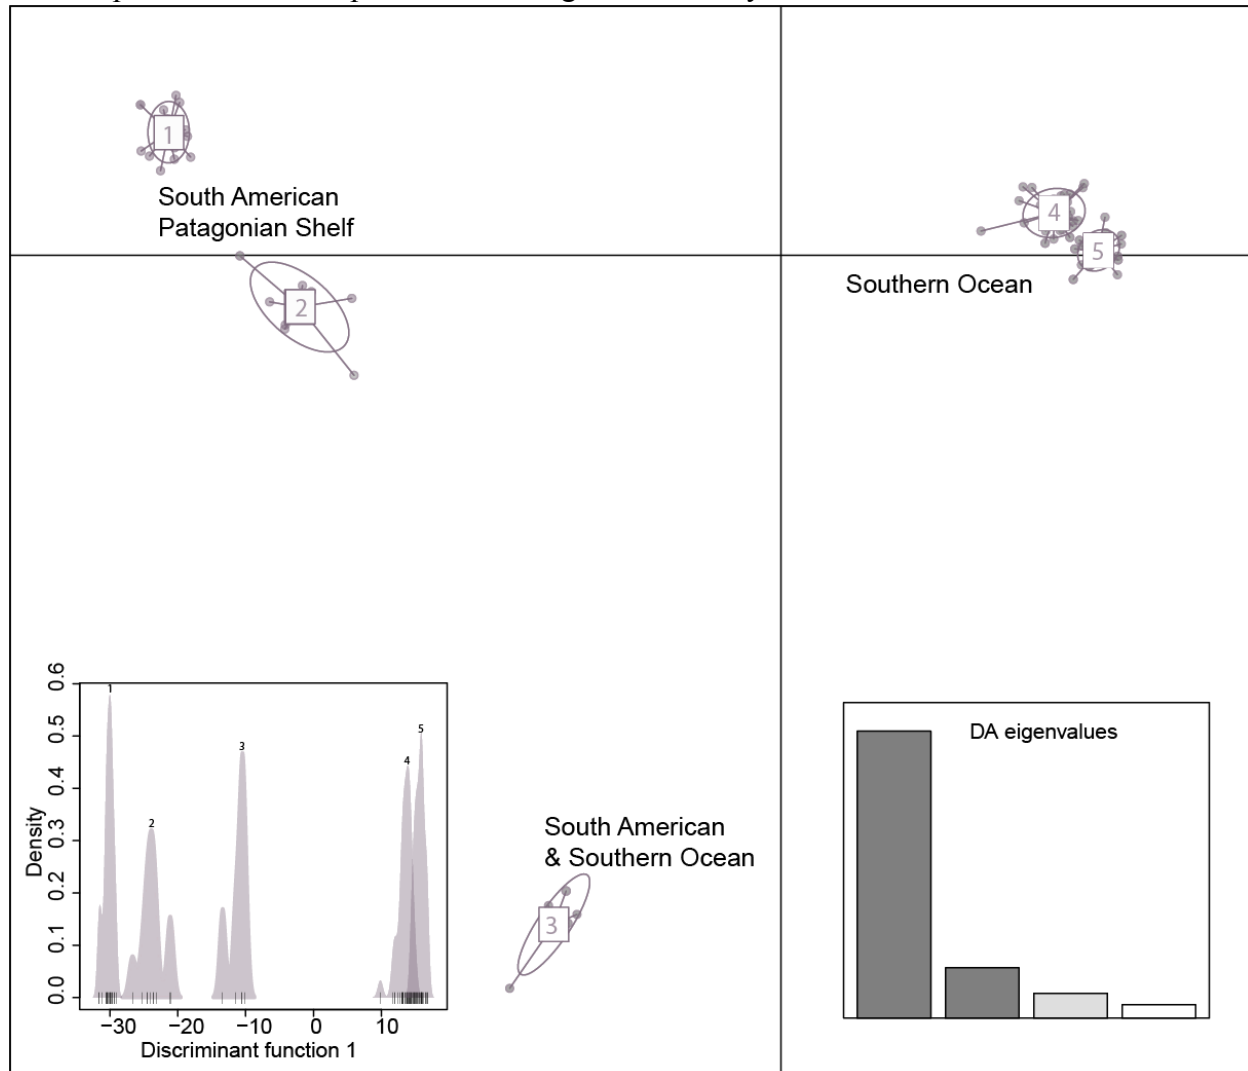 1
South American
Patagonian Shelf
2
4
5
Southern Ocean
0.6
0.5
0.4
0.3
0.2
0.1
0.0
Density
1
2
3
4
5
−30
−20
−10
0
10
Discriminant function 1
South American
& Southern Ocean
3
DA eigenvalues